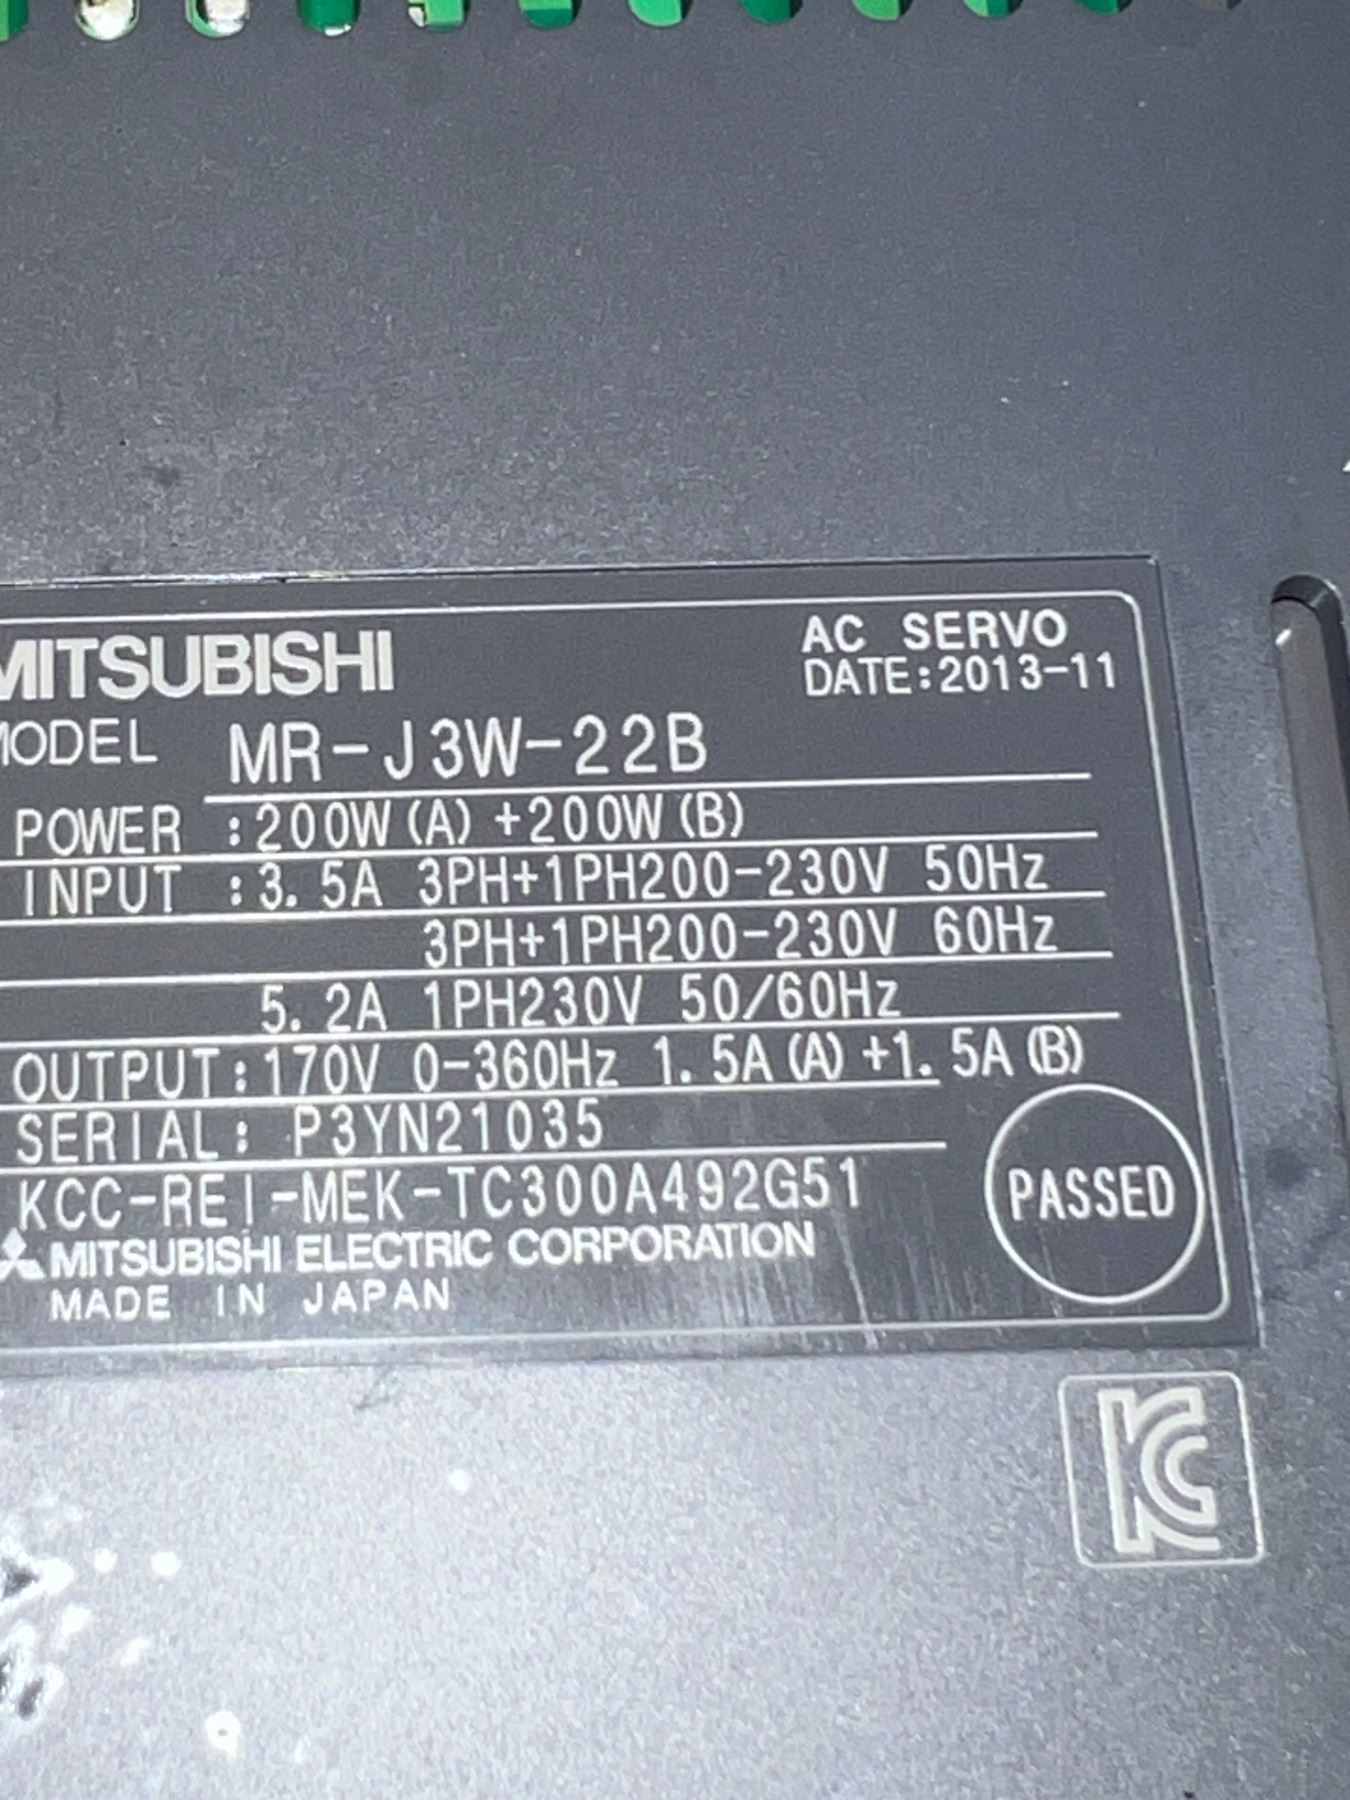 MITSUBISHI
AC SERVO
DATE:2013-11
MODEL MR-J3W-22B
POWER :200W(A)+200W(B)
INPUT :3.5A 3PH+1PH200-230V 50Hz
3PH+1PH200-230V 60Hz
5.2A 1PH230V 50/60Hz
OUTPUT:170V 0-360Hz 1.5A(A)+1.5A(B)
SERIAL: P3YN21035
KCC-REI-MEK-TC300A492G51
PASSED
MITSUBISHI ELECTRIC CORPORATION
MADE IN JAPAN
KC